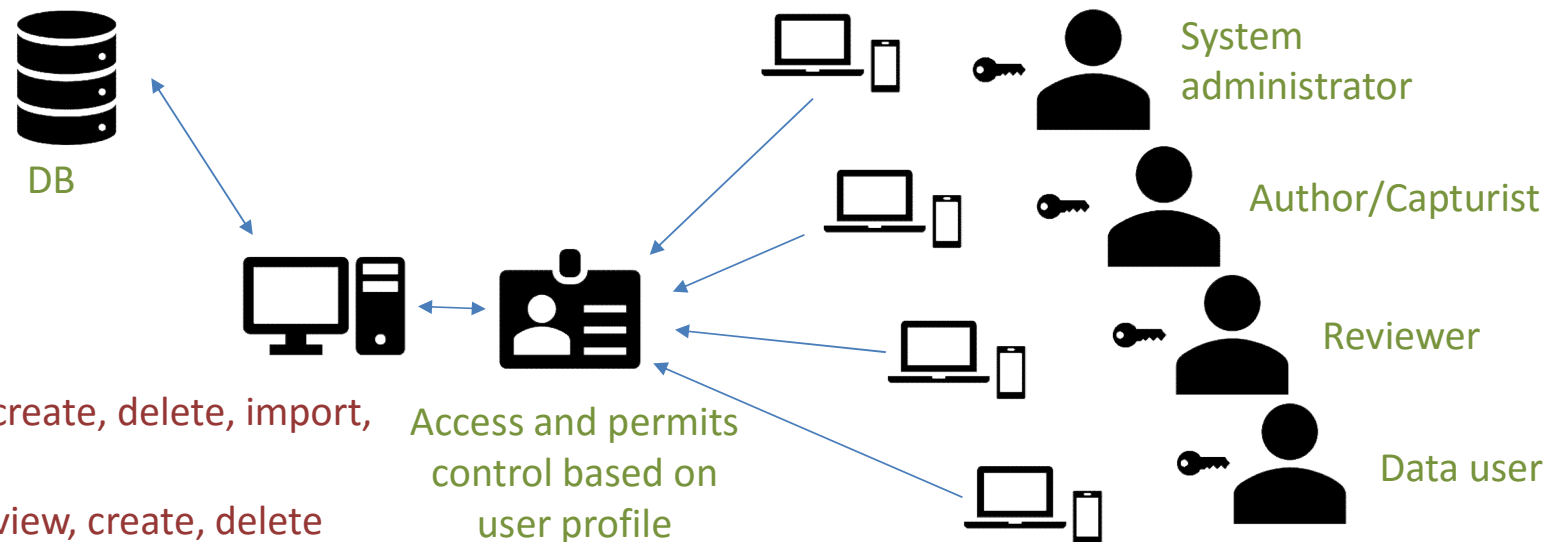 System
administrator
DB
Author/Capturist
Reviewer
create, delete, import,
Access and permits
control based on
user profile
Data user
view, create, delete